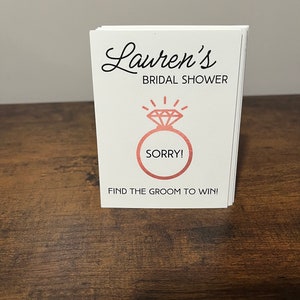 Lauren's
BRIDAL SHOWER
SORRY!
FIND THE GROOM TO WIN!